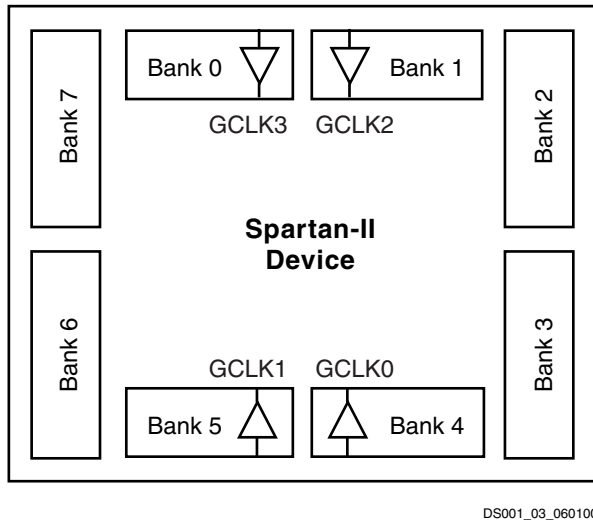 Bank 0
Bank 1
Bank 7
Bank 2
GCLK3
GCLK2
Spartan-II
Device
Bank 6
Bank 3
GCLK1
GCLK0
Bank 5
Bank 4
DS001_03_060100